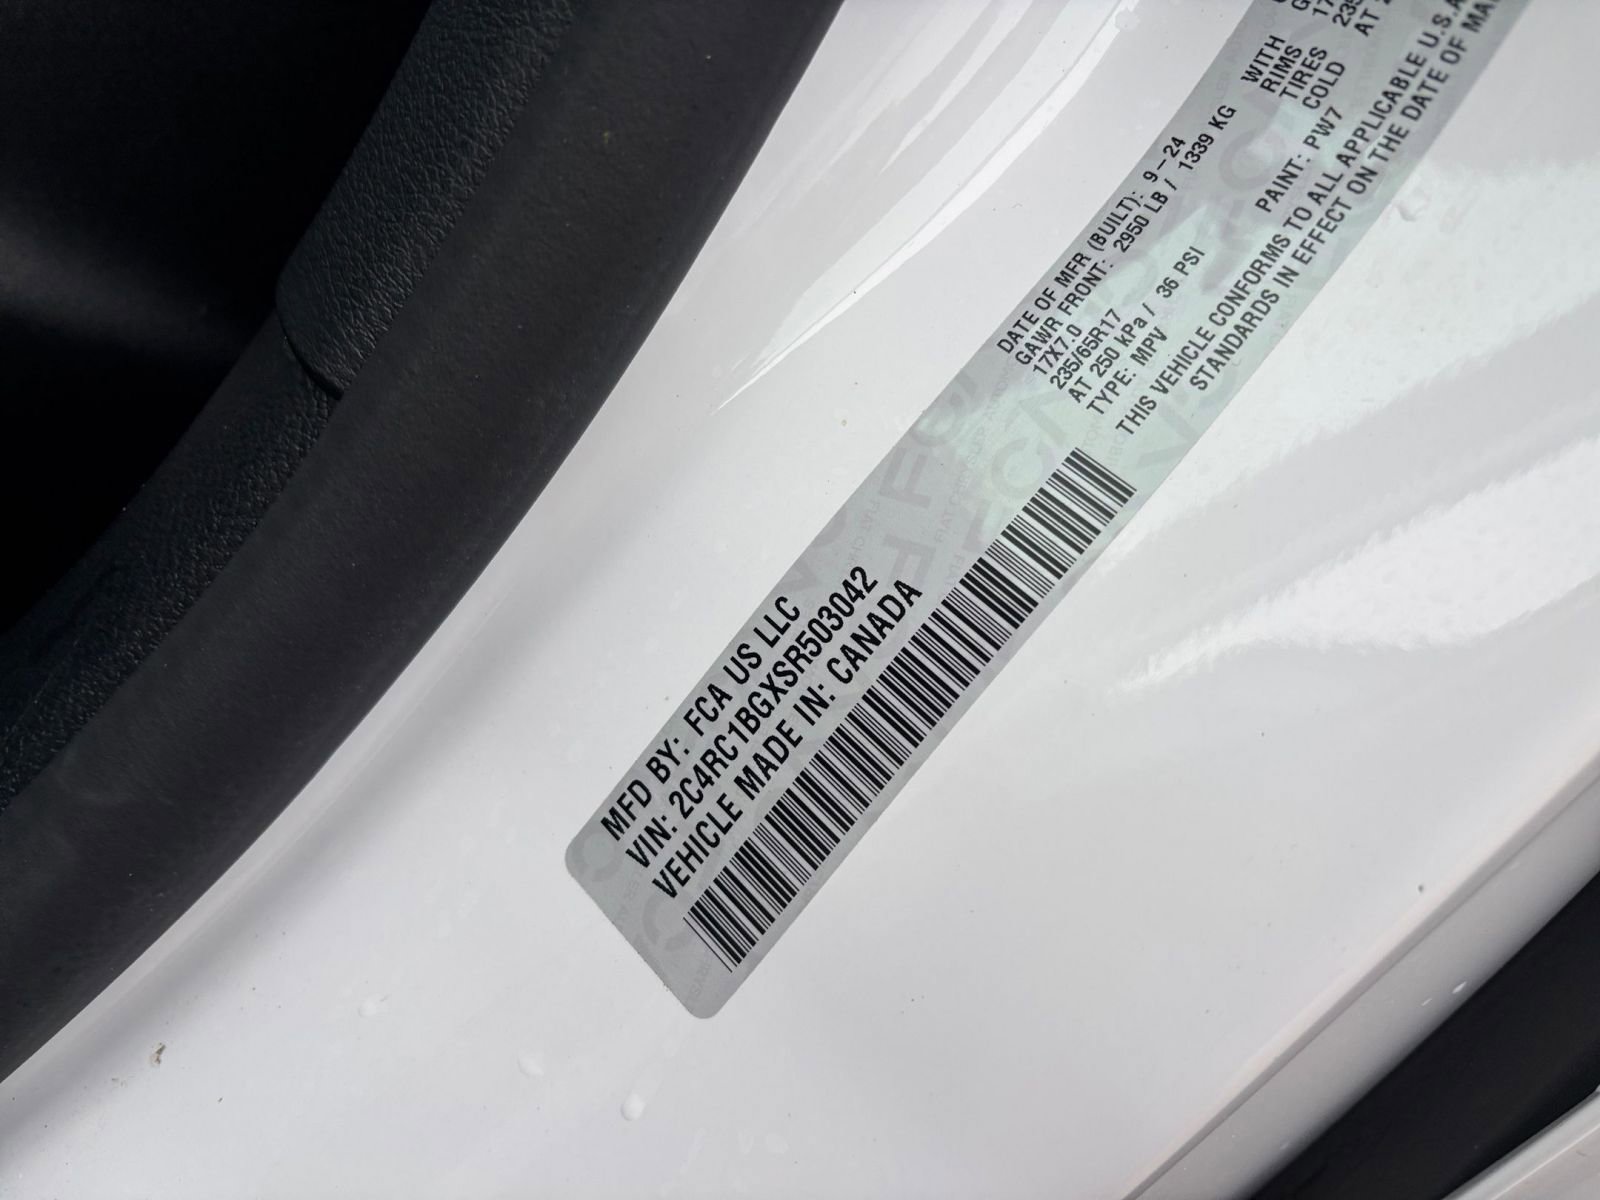 MFD BY: FCA US LLC
VIN: 2C4RC1BGXSR503042
VEHICLE MADE IN: CANADA
DATE OF MFR (BUILT): 9-24
GAWR FRONT: 2950 LB / 1339 KG WITH
17X7.0 RIMS
235/65R17 TIRES
AT 250 kPa / 36 PSI COLD
TYPE: MPV PAINT: PW7
THIS VEHICLE CONFORMS TO ALL APPLICABLE U.S.A.
STANDARDS IN EFFECT ON THE DATE OF